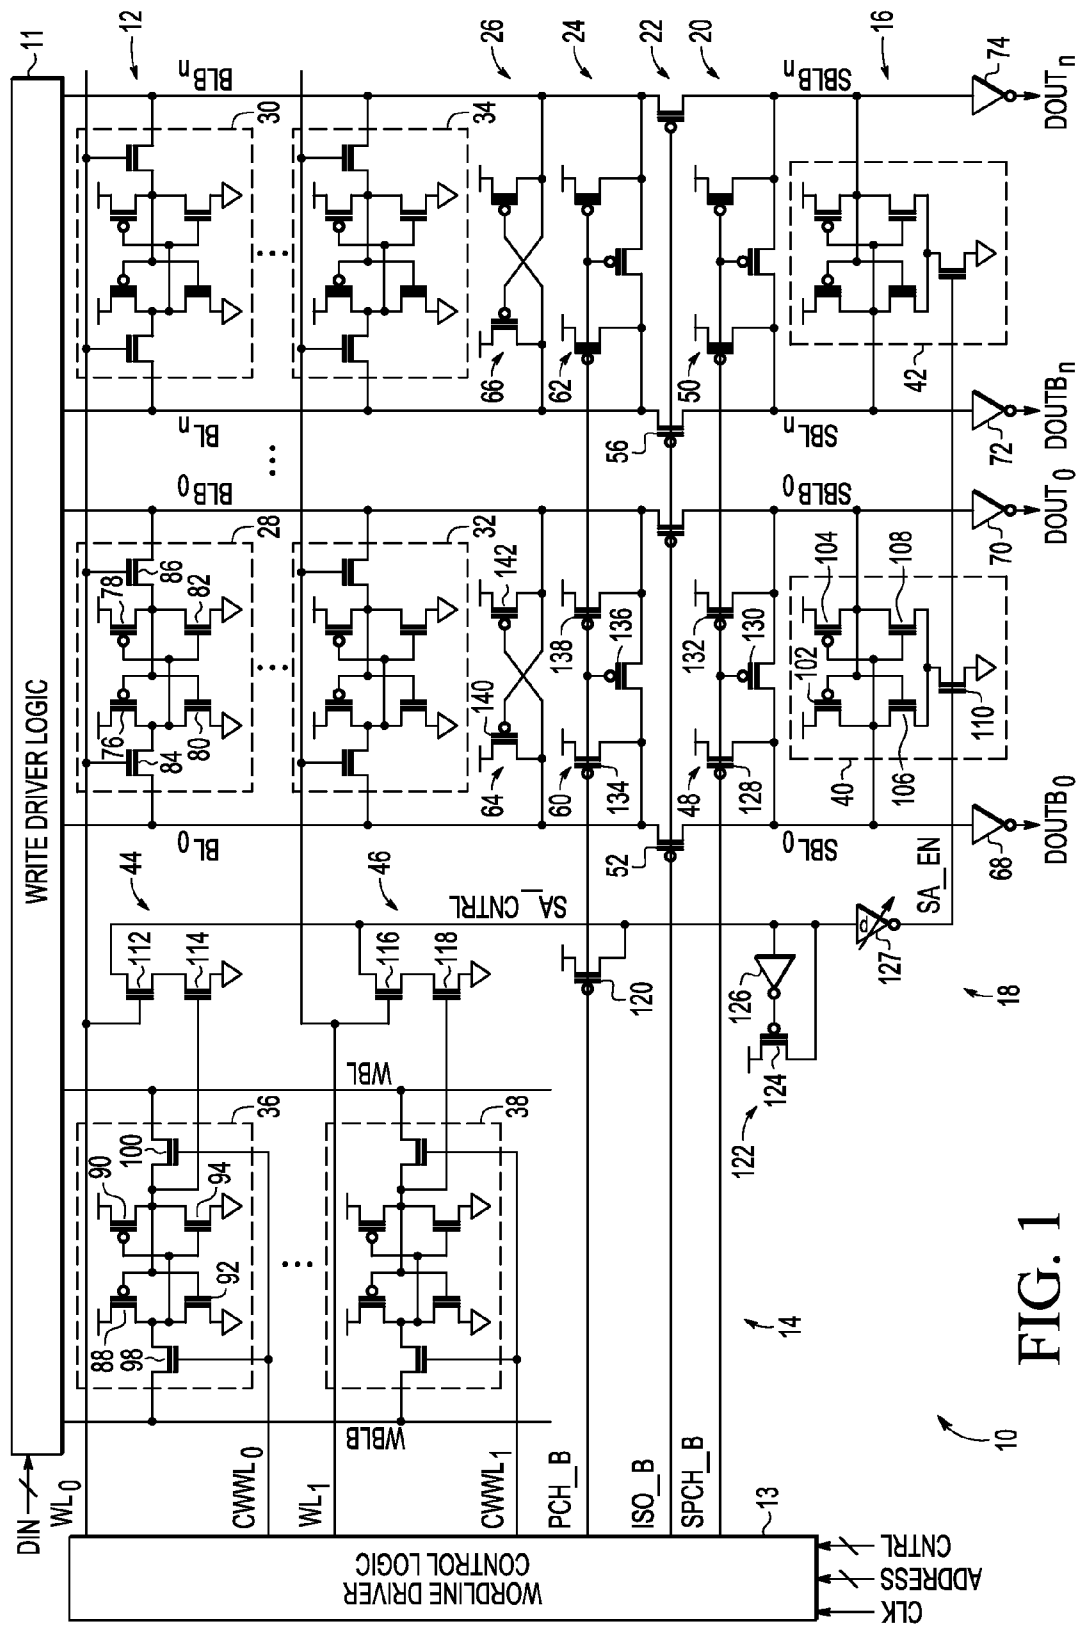 WRITE DRIVER LOGIC
11
DIN
WORDLINE DRIVER
CONTROL LOGIC
13
CLK
ADDRESS
CNTRL
WL0
CWWL0
WL1
CWWL1
PCH_B
ISO_B
SPCH_B
WBLB
WBL
36
88
90
92
94
98
100
38
44
112
114
46
116
118
SA_CNTRL
120
122
124
126
127
SA_EN
18
14
10
BL0
BLB0
28
76
78
80
82
84
86
32
64
140
142
60
134
136
138
52
48
128
130
132
SBL0
SBLB0
40
102
104
106
108
110
68
70
DOUTB0
DOUT0
BLn
BLBn
30
34
66
62
56
50
SBLn
SBLBn
42
72
74
DOUTBn
DOUTn
12
26
24
22
20
16
FIG. 1